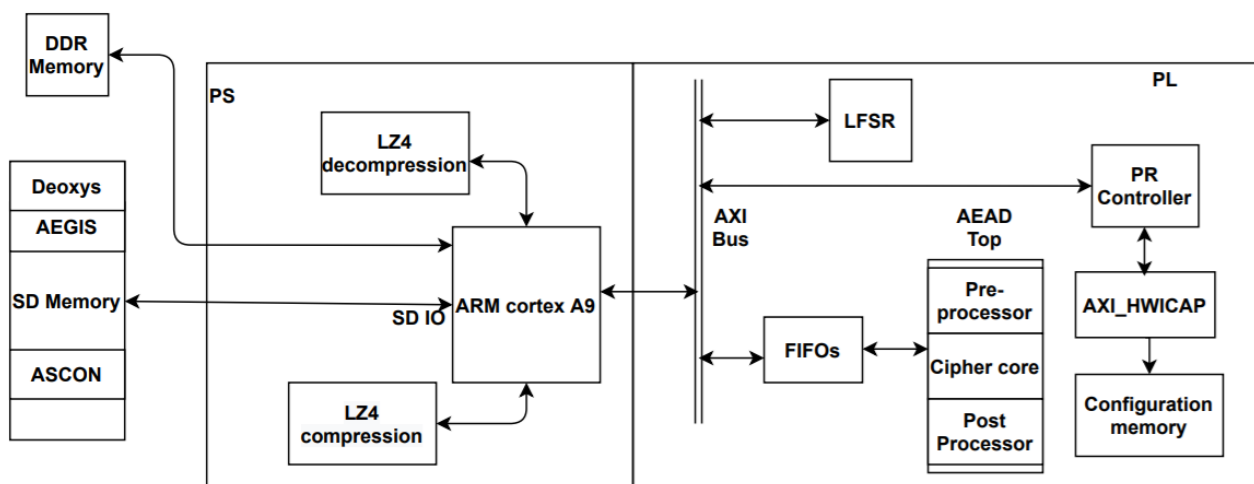 DDR
Memory
PS
PL
LZ4
decompression
LFSR
Deoxys
AEGIS
SD Memory
ASCON
SD IO
ARM cortex A9
LZ4
compression
AXI
Bus
AEAD
Top
PR
Controller
Pre-
processor
FIFOs
Cipher core
Post
Processor
AXI_HWICAP
Configuration
memory